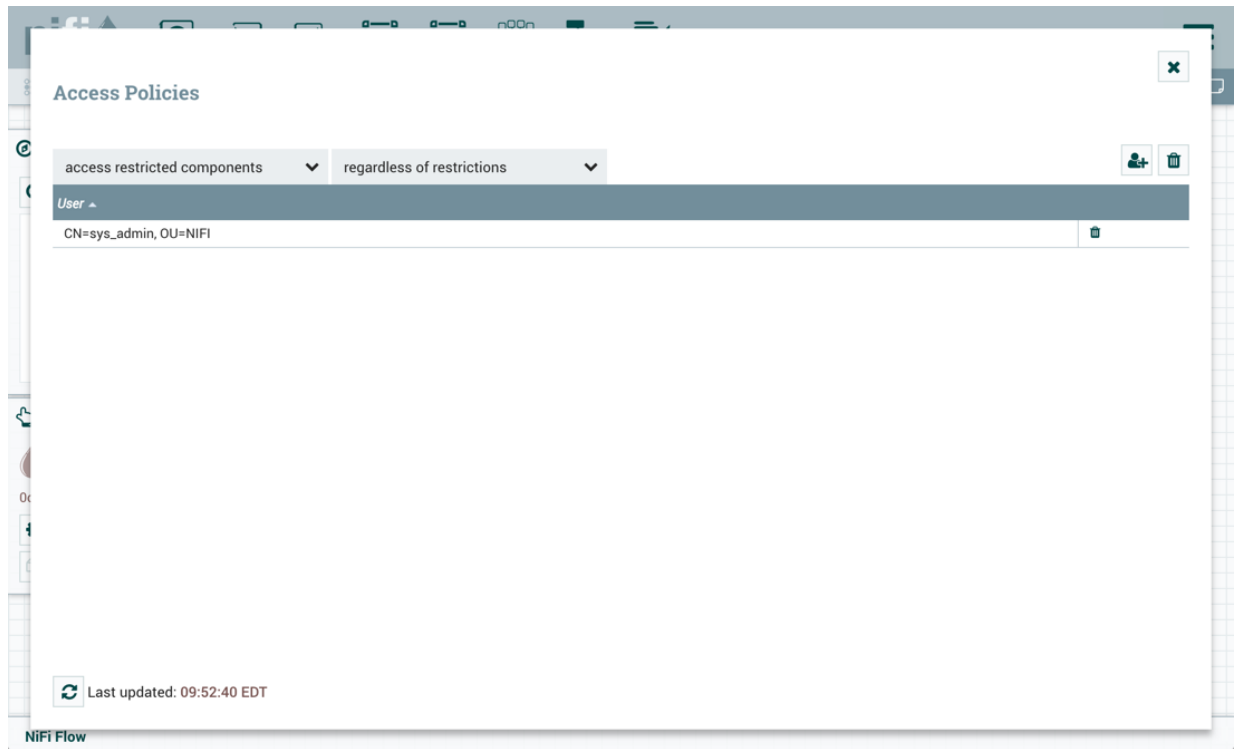 Access Policies
access restricted components regardless of restrictions
User
CN=sys_admin, OU=NIFI
Last updated: 09:52:40 EDT
NiFi Flow